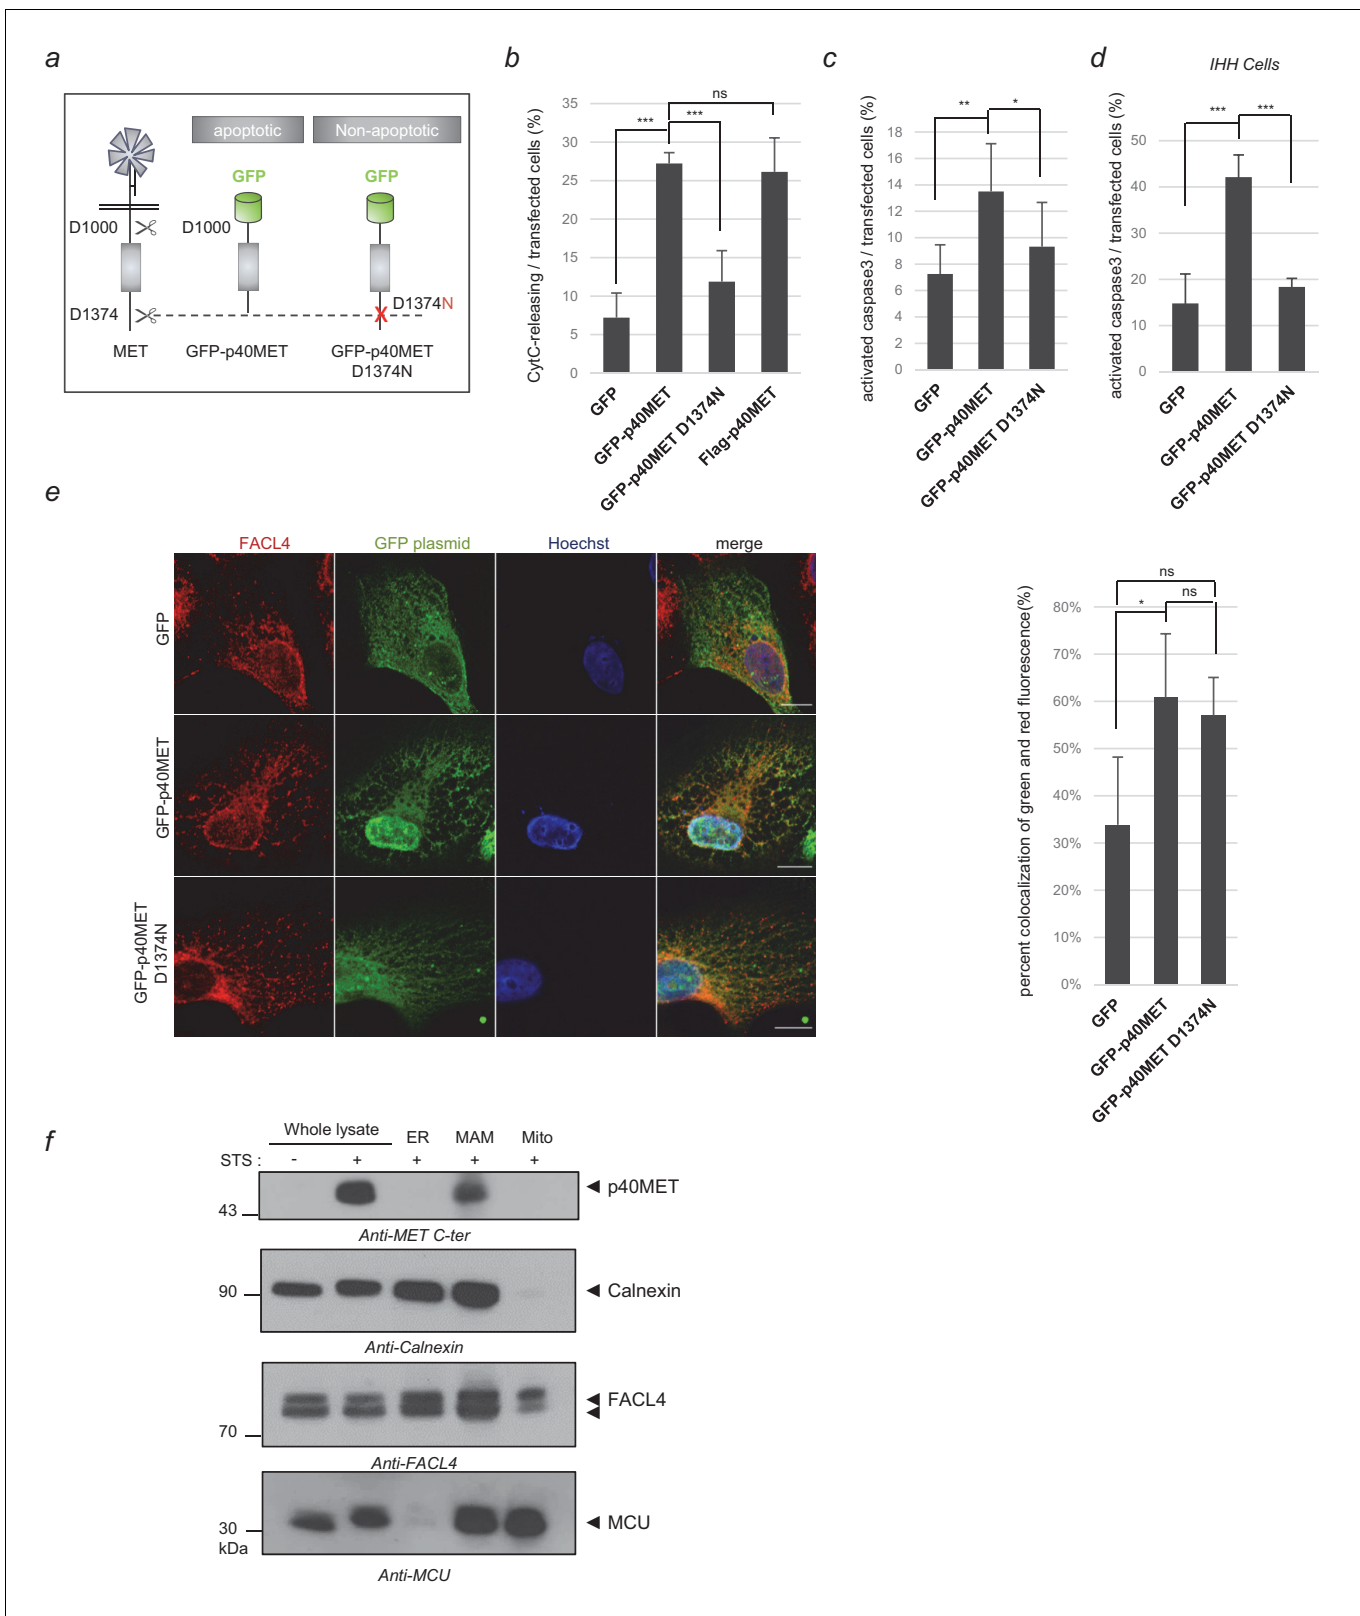 a
apoptotic
Non-apoptotic
GFP
GFP
D1000
D1000
D1374
D1374N
X
MET
GFP-p40MET
GFP-p40MET
D1374N
b
CytC-releasing / transfected cells (%)
35
30
25
20
15
10
5
0
***
***
ns
GFP
GFP-p40MET
GFP-p40MET D1374N
Flag-p40MET
c
activated caspase3 / transfected cells (%)
18
16
14
12
10
8
6
4
2
0
**
*
GFP
GFP-p40MET
GFP-p40MET D1374N
d
IHH Cells
activated caspase3 / transfected cells (%)
50
40
30
20
10
0
***
***
GFP
GFP-p40MET
GFP-p40MET D1374N
e
FACL4
GFP plasmid
Hoechst
merge
GFP
GFP-p40MET
GFP-p40MET
D1374N
percent colocalization of green and red fluorescence(%)
ns
*
ns
80%
70%
60%
50%
40%
30%
20%
10%
0%
GFP
GFP-p40MET
GFP-p40MET D1374N
f
Whole lysate
ER
MAM
Mito
STS :
-
+
+
+
+
43
p40MET
Anti-MET C-ter
90
Calnexin
Anti-Calnexin
FACL4
70
Anti-FACL4
30
kDa
MCU
Anti-MCU